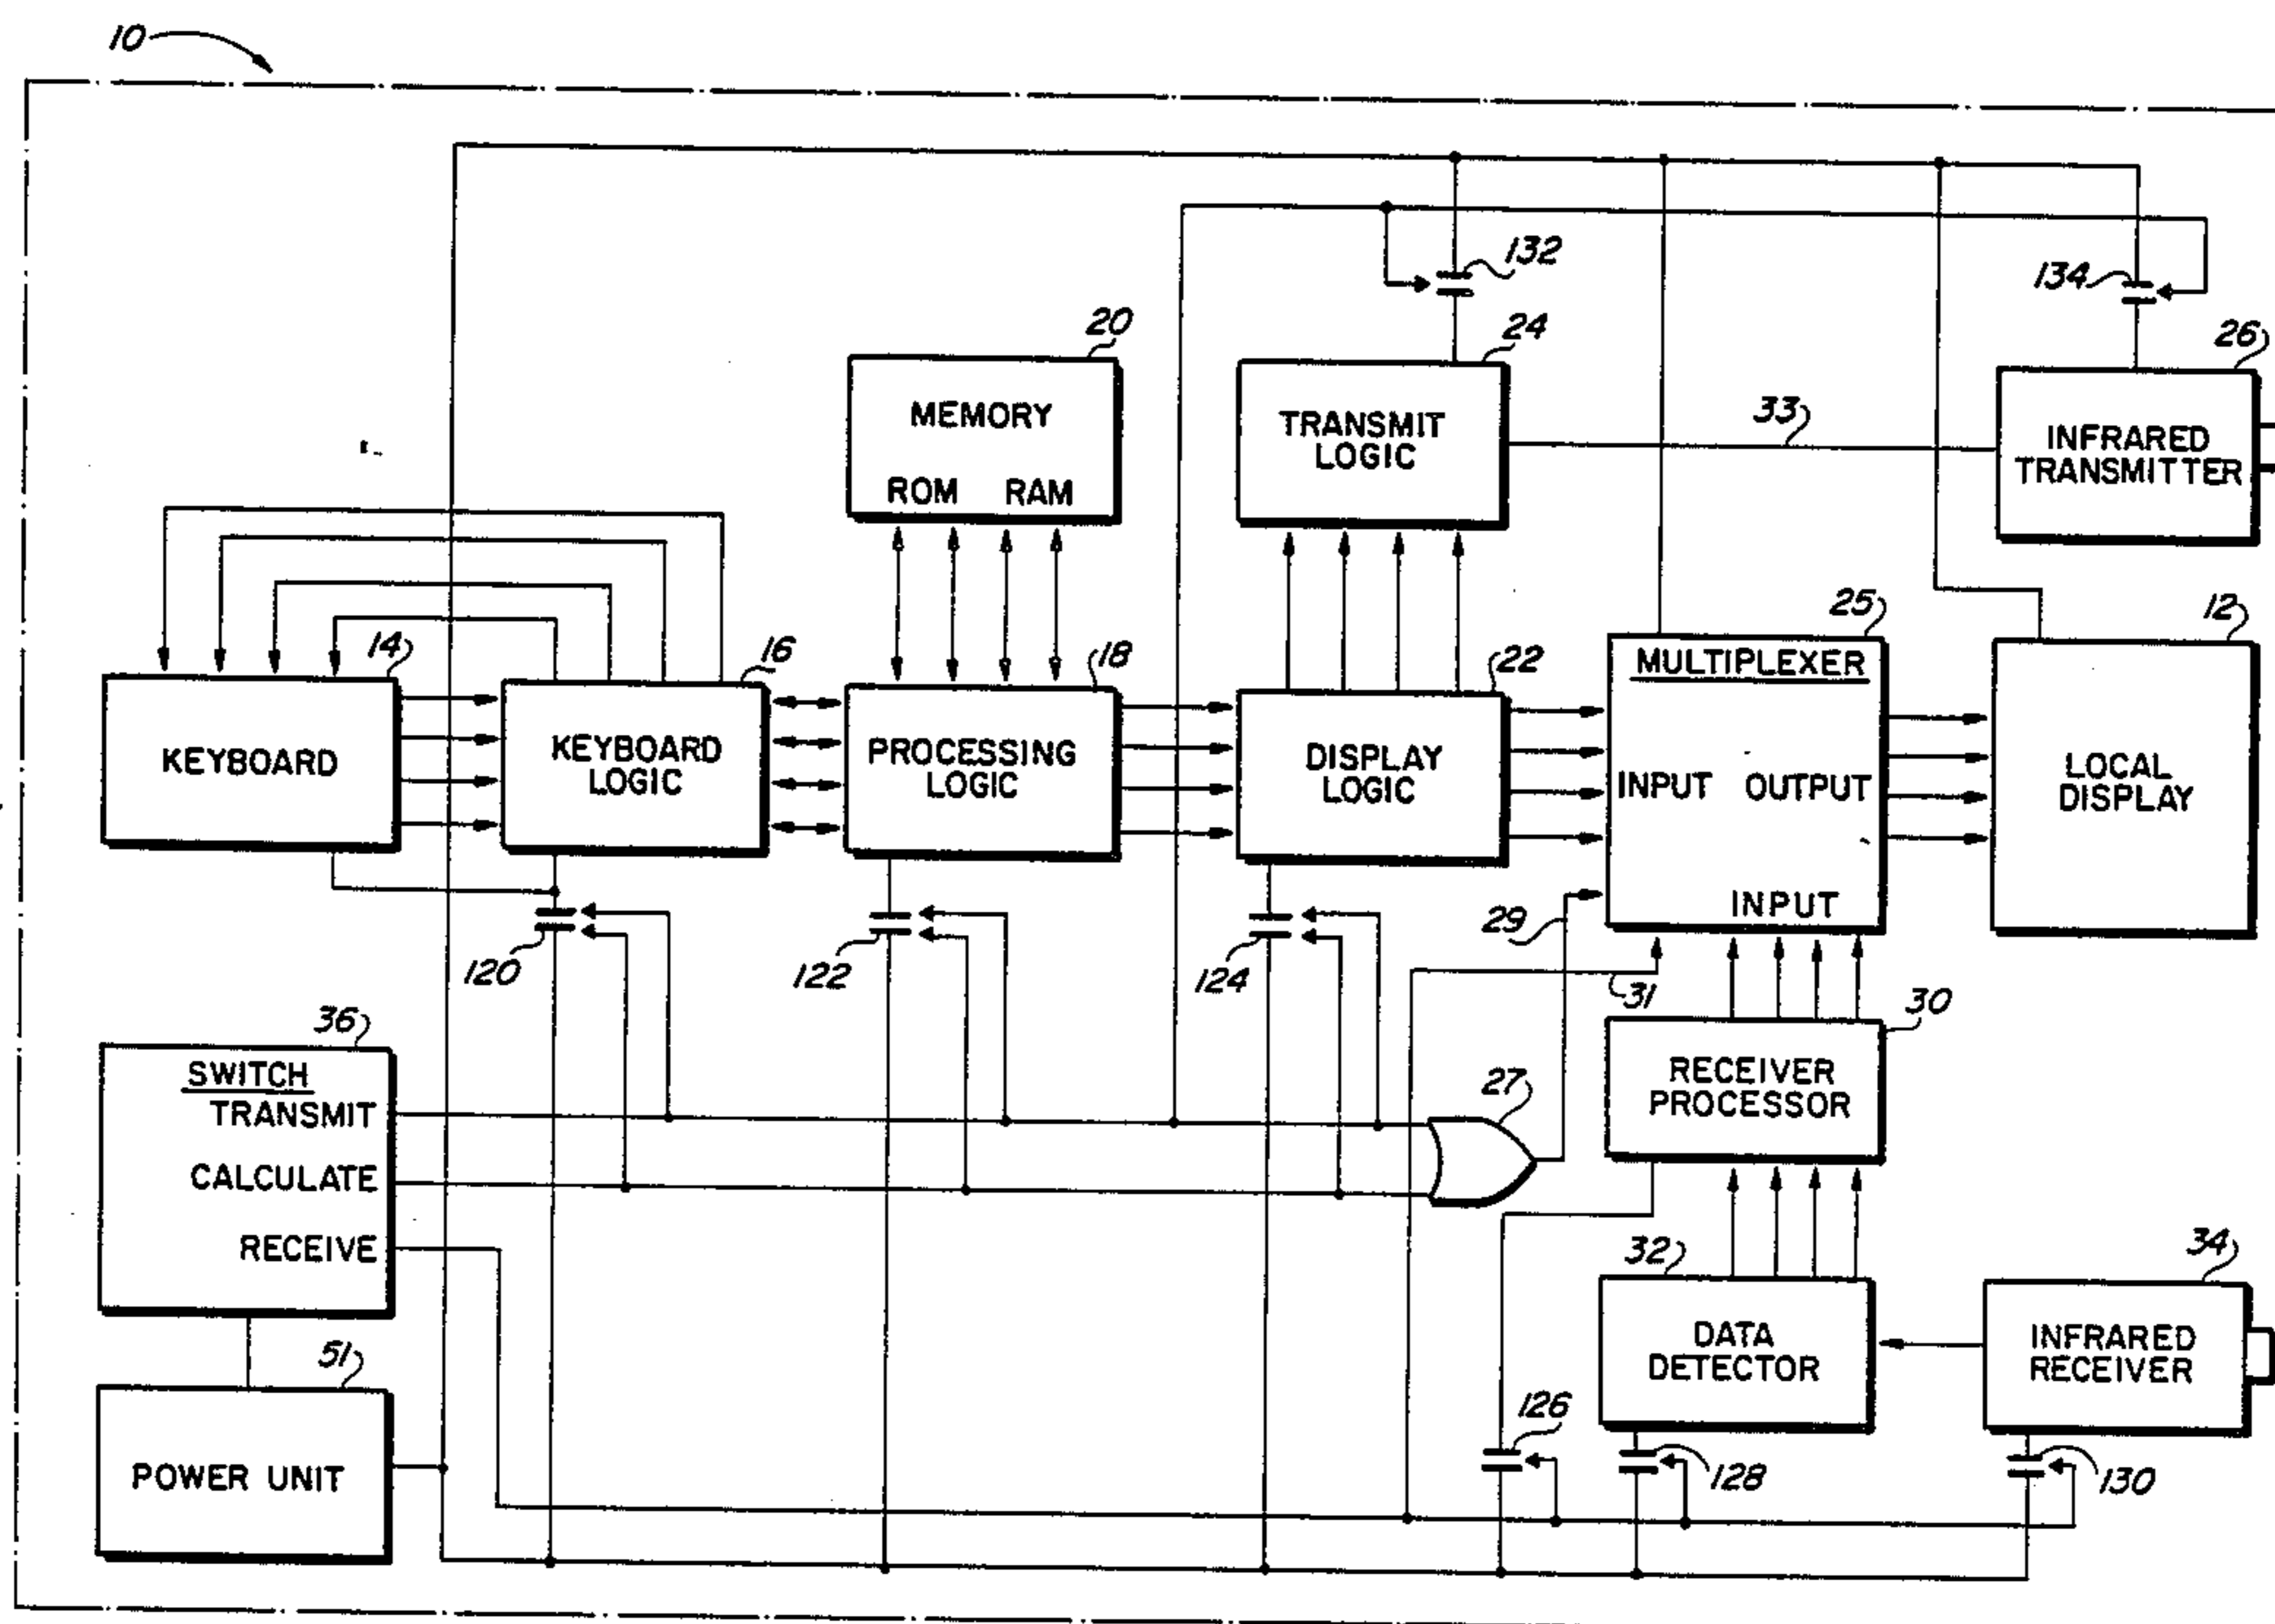 10
132
134
20
24
26
MEMORY
ROM RAM
TRANSMIT
LOGIC
33
INFRARED
TRANSMITTER
14
16
18
22
25
12
KEYBOARD
KEYBOARD
LOGIC
PROCESSING
LOGIC
DISPLAY
LOGIC
MULTIPLEXER
INPUT OUTPUT
INPUT
LOCAL
DISPLAY
120
122
124
29
31
36
SWITCH
TRANSMIT
CALCULATE
RECEIVE
27
30
RECEIVER
PROCESSOR
32
34
DATA
DETECTOR
INFRARED
RECEIVER
51
POWER UNIT
126
128
130